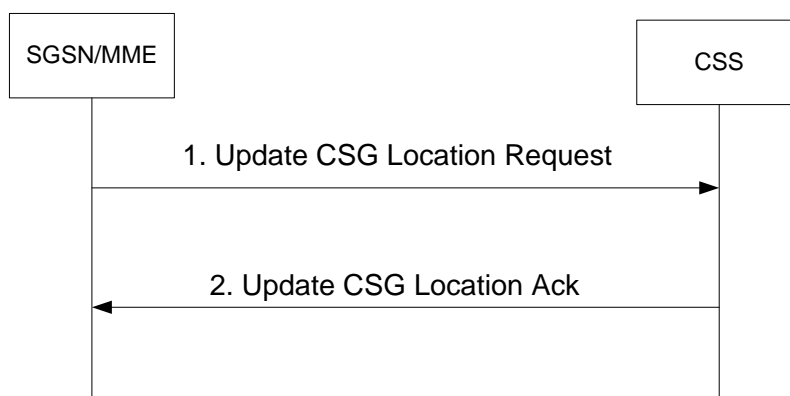 SGSN/MME
CSS
1. Update CSG Location Request
2. Update CSG Location Ack